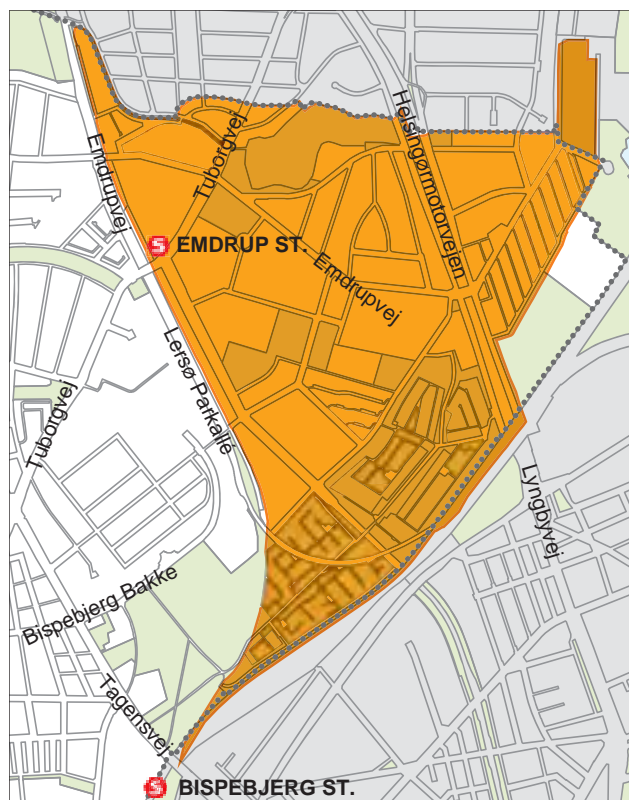 Emdrupvej
Tuborgvej
Helsingørmotorvejen
S EMDRUP ST.
Emdrupvej
Lersø Parkallé
Tuborgvej
Lyngbyvej
Bispebjerg Bakke
Tagensvej
S BISPEBJERG ST.